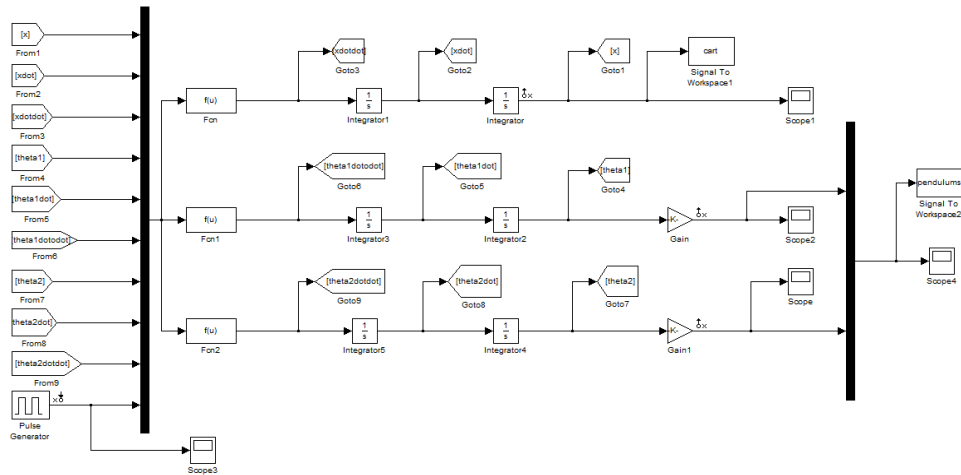 [x]
From1
[xdot]
From2
[xdotdot]
From3
[theta1]
From4
[theta1dot]
From5
[theta1dotodot]
From6
[theta2]
From7
[theta2dot]
From8
[theta2dotdot]
From9
Pulse
Generator
x
Scope3
f(u)
Fcn
[xdotdot]
Goto3
1
s
Integrator1
[xdot]
Goto2
1
s
Integrator
x
[x]
Goto1
cart
Signal To
Workspace1
Scope1
f(u)
Fcn1
[theta1dotodot]
Goto6
1
s
Integrator3
[theta1dot]
Goto5
1
s
Integrator2
[theta1]
Goto4
-K-
Gain
x
Scope2
f(u)
Fcn2
[theta2dotdot]
Goto9
1
s
Integrator5
[theta2dot]
Goto8
1
s
Integrator4
[theta2]
Goto7
-K-
Gain1
x
Scope
pendulums
Signal To
Workspace2
Scope4